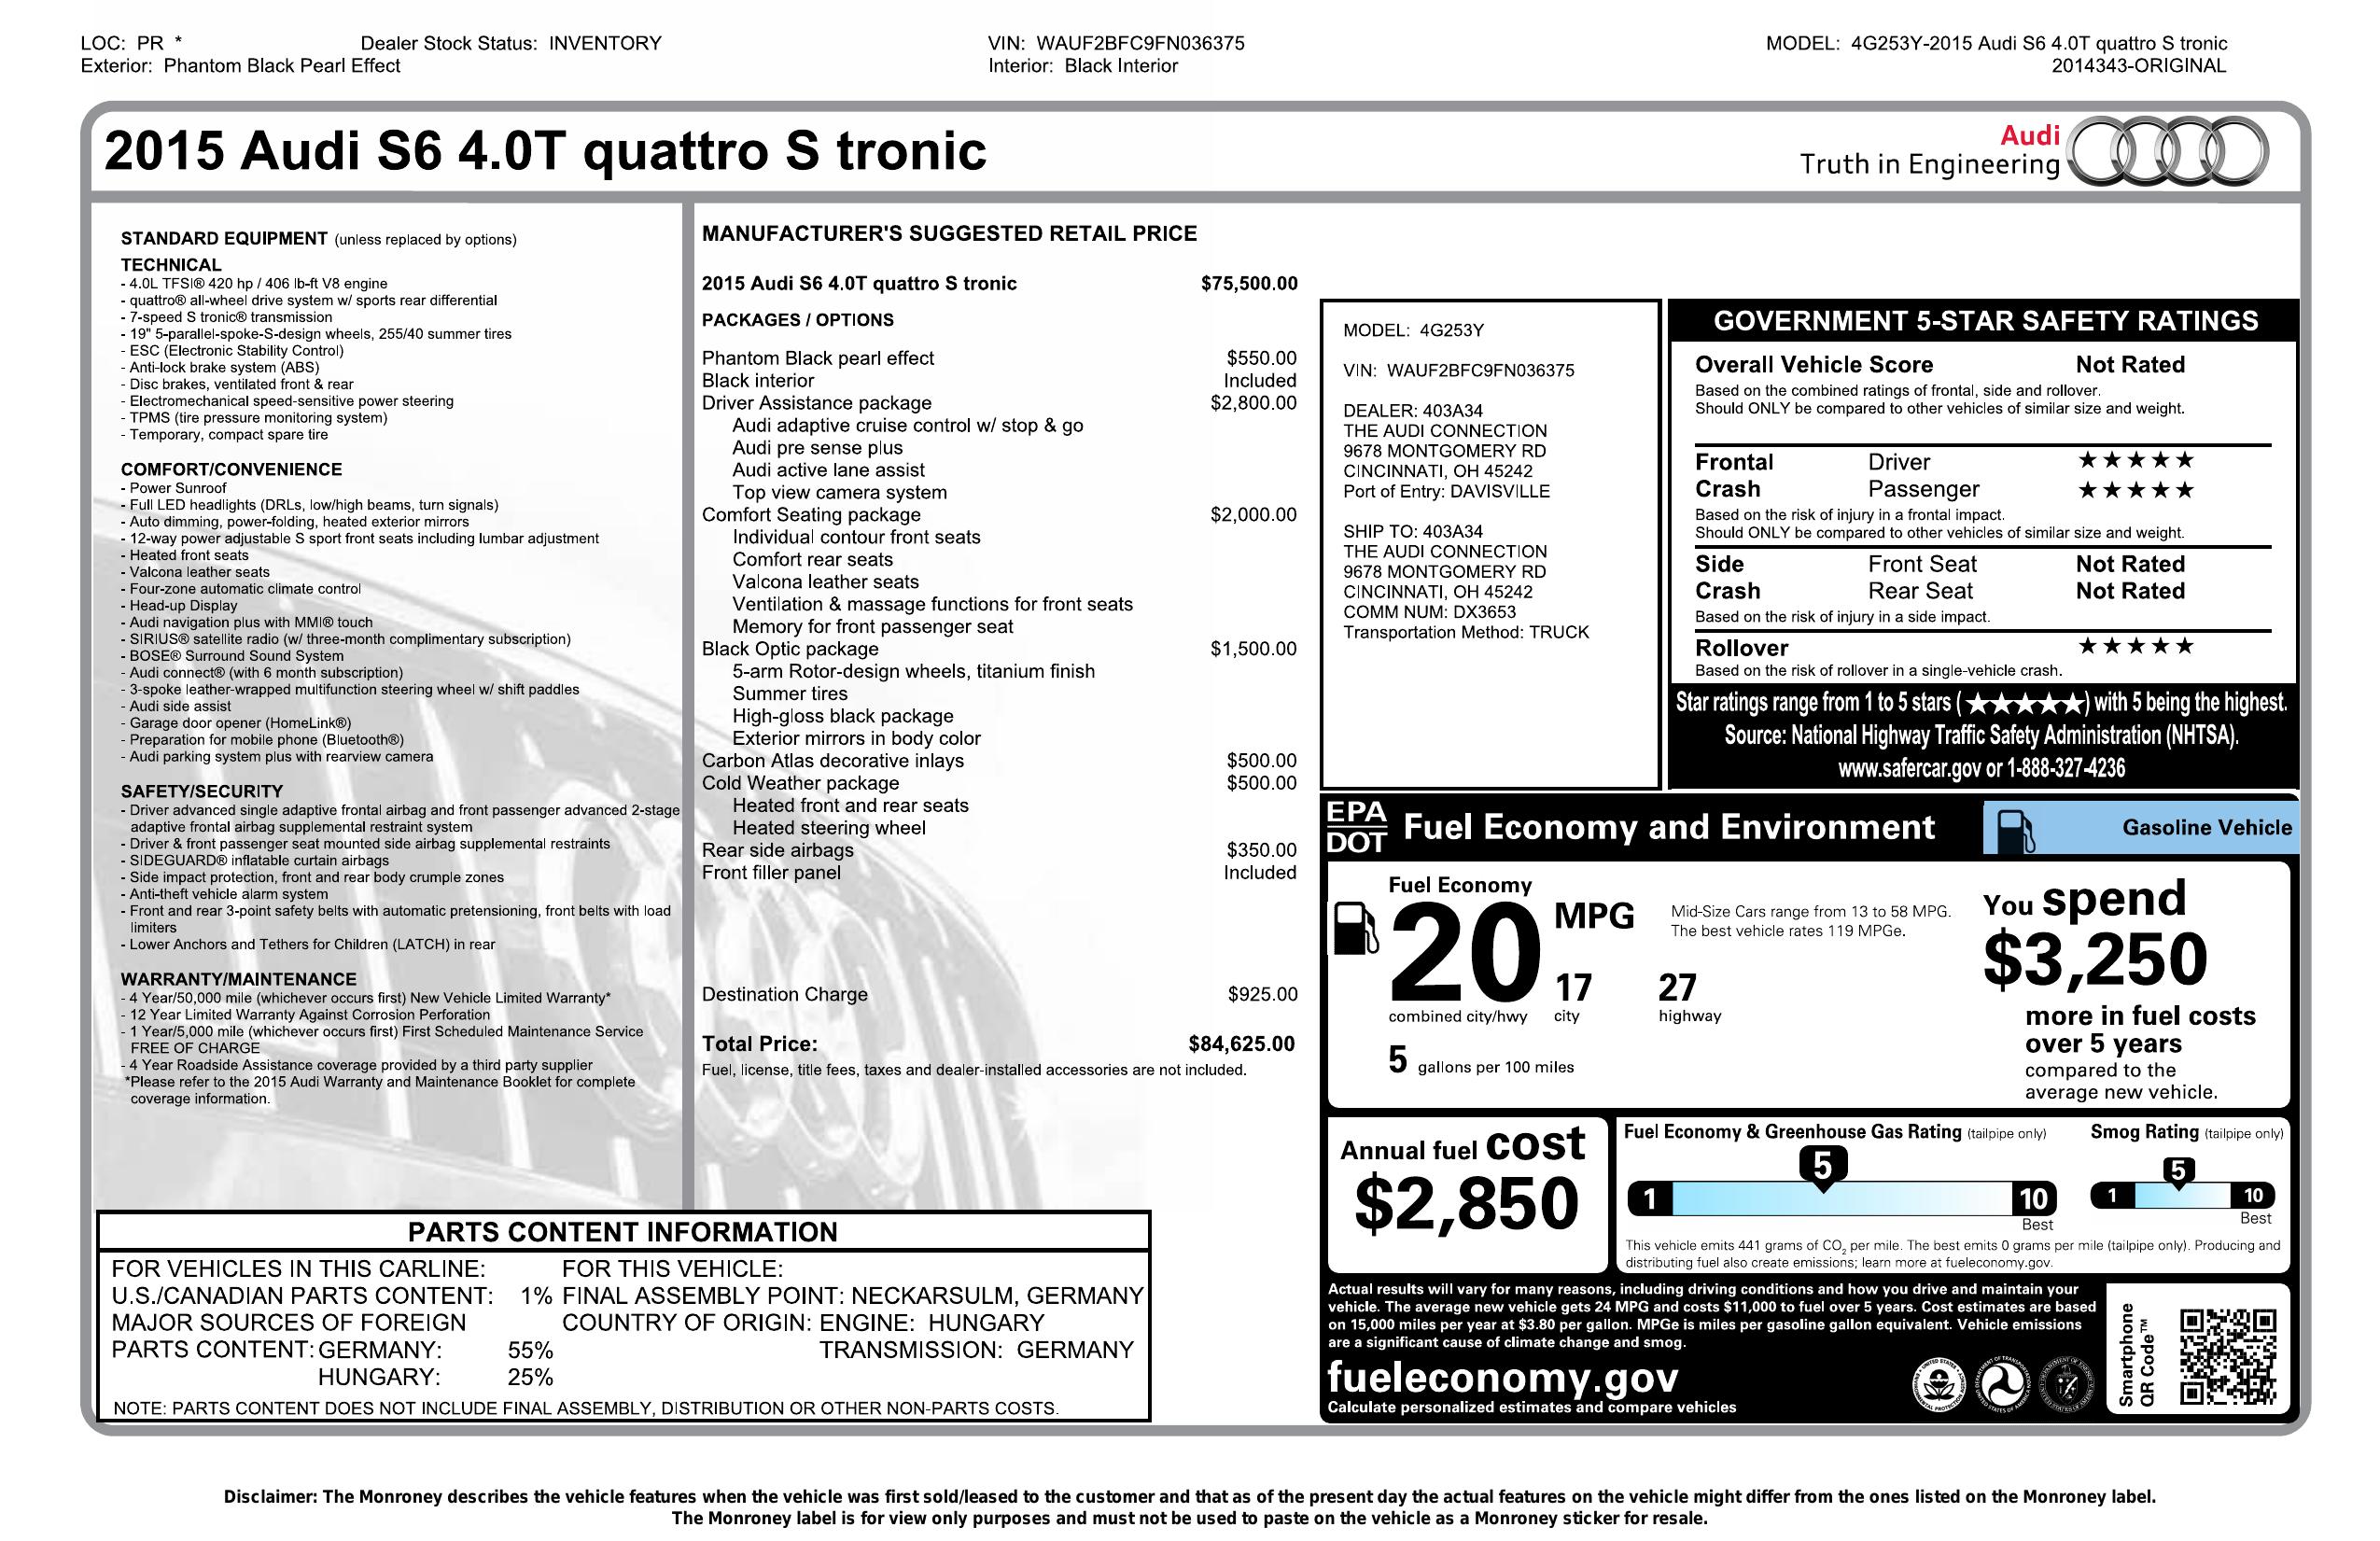 LOC: PR * Dealer Stock Status: INVENTORY VIN: WAUF2BFC9FN036375 MODEL: 4G253Y-2015 Audi S6 4.0T quattro S tronic
Exterior: Phantom Black Pearl Effect Interior: Black Interior 2014343-ORIGINAL
2015 Audi S6 4.0T quattro S tronic
Audi
Truth in Engineering
STANDARD EQUIPMENT (unless replaced by options)
TECHNICAL
- 4.0L TFSI® 420 hp / 406 lb-ft V8 engine
- quattro® all-wheel drive system w/ sports rear differential
- 7-speed S tronic® transmission
- 19" 5-parallel-spoke-S-design wheels, 255/40 summer tires
- ESC (Electronic Stability Control)
- Anti-lock brake system (ABS)
- Disc brakes, ventilated front & rear
- Electromechanical speed-sensitive power steering
- TPMS (tire pressure monitoring system)
- Temporary, compact spare tire
COMFORT/CONVENIENCE
- Power Sunroof
- Full LED headlights (DRLs, low/high beams, turn signals)
- Auto dimming, power-folding, heated exterior mirrors
- 12-way power adjustable S sport front seats including lumbar adjustment
- Heated front seats
- Valcona leather seats
- Four-zone automatic climate control
- Head-up Display
- Audi navigation plus with MMI® touch
- SIRIUS® satellite radio (w/ three-month complimentary subscription)
- BOSE® Surround Sound System
- Audi connect® (with 6 month subscription)
- 3-spoke leather-wrapped multifunction steering wheel w/ shift paddles
- Audi side assist
- Garage door opener (HomeLink®)
- Preparation for mobile phone (Bluetooth®)
- Audi parking system plus with rearview camera
SAFETY/SECURITY
- Driver advanced single adaptive frontal airbag and front passenger advanced 2-stage
adaptive frontal airbag supplemental restraint system
- Driver & front passenger seat mounted side airbag supplemental restraints
- SIDEGUARD® inflatable curtain airbags
- Side impact protection, front and rear body crumple zones
- Anti-theft vehicle alarm system
- Front and rear 3-point safety belts with automatic pretensioning, front belts with load
limiters
- Lower Anchors and Tethers for Children (LATCH) in rear
WARRANTY/MAINTENANCE
- 4 Year/50,000 mile (whichever occurs first) New Vehicle Limited Warranty*
- 12 Year Limited Warranty Against Corrosion Perforation
- 1 Year/5,000 mile (whichever occurs first) First Scheduled Maintenance Service
FREE OF CHARGE
- 4 Year Roadside Assistance coverage provided by a third party supplier
*Please refer to the 2015 Audi Warranty and Maintenance Booklet for complete
coverage information.
MANUFACTURER'S SUGGESTED RETAIL PRICE
2015 Audi S6 4.0T quattro S tronic $75,500.00
PACKAGES / OPTIONS
Phantom Black pearl effect $550.00
Black interior Included
Driver Assistance package $2,800.00
Audi adaptive cruise control w/ stop & go
Audi pre sense plus
Audi active lane assist
Top view camera system
Comfort Seating package $2,000.00
Individual contour front seats
Comfort rear seats
Valcona leather seats
Ventilation & massage functions for front seats
Memory for front passenger seat
Black Optic package $1,500.00
5-arm Rotor-design wheels, titanium finish
Summer tires
High-gloss black package
Exterior mirrors in body color
Carbon Atlas decorative inlays $500.00
Cold Weather package $500.00
Heated front and rear seats
Heated steering wheel
Rear side airbags $350.00
Front filler panel Included
Destination Charge $925.00
Total Price: $84,625.00
Fuel, license, title fees, taxes and dealer-installed accessories are not included.
MODEL: 4G253Y
VIN: WAUF2BFC9FN036375
DEALER: 403A34
THE AUDI CONNECTION
9678 MONTGOMERY RD
CINCINNATI, OH 45242
Port of Entry: DAVISVILLE
SHIP TO: 403A34
THE AUDI CONNECTION
9678 MONTGOMERY RD
CINCINNATI, OH 45242
COMM NUM: DX3653
Transportation Method: TRUCK
GOVERNMENT 5-STAR SAFETY RATINGS
Overall Vehicle Score Not Rated
Based on the combined ratings of frontal, side and rollover.
Should ONLY be compared to other vehicles of similar size and weight.
Frontal Driver ★★★★★
Crash Passenger ★★★★★
Based on the risk of injury in a frontal impact.
Should ONLY be compared to other vehicles of similar size and weight.
Side Front Seat Not Rated
Crash Rear Seat Not Rated
Based on the risk of injury in a side impact.
Rollover ★★★★★
Based on the risk of rollover in a single-vehicle crash.
Star ratings range from 1 to 5 stars (★★★★★) with 5 being the highest.
Source: National Highway Traffic Safety Administration (NHTSA).
www.safercar.gov or 1-888-327-4236
EPA
DOT
Fuel Economy and Environment
Gasoline Vehicle
Fuel Economy
20 MPG
combined city/hwy
17
city
27
highway
5 gallons per 100 miles
Mid-Size Cars range from 13 to 58 MPG.
The best vehicle rates 119 MPGe.
You spend
$3,250
more in fuel costs
over 5 years
compared to the
average new vehicle.
Annual fuel cost
$2,850
Fuel Economy & Greenhouse Gas Rating (tailpipe only)
5
1 10
Best
Smog Rating (tailpipe only)
5
1 10
Best
This vehicle emits 441 grams of CO2 per mile. The best emits 0 grams per mile (tailpipe only). Producing and
distributing fuel also create emissions; learn more at fueleconomy.gov.
Actual results will vary for many reasons, including driving conditions and how you drive and maintain your
vehicle. The average new vehicle gets 24 MPG and costs $11,000 to fuel over 5 years. Cost estimates are based
on 15,000 miles per year at $3.80 per gallon. MPGe is miles per gasoline gallon equivalent. Vehicle emissions
are a significant cause of climate change and smog.
fueleconomy.gov
Calculate personalized estimates and compare vehicles
Smartphone
QR Code™
PARTS CONTENT INFORMATION
FOR VEHICLES IN THIS CARLINE:
U.S./CANADIAN PARTS CONTENT: 1%
MAJOR SOURCES OF FOREIGN
PARTS CONTENT: GERMANY: 55%
HUNGARY: 25%
FOR THIS VEHICLE:
FINAL ASSEMBLY POINT: NECKARSULM, GERMANY
COUNTRY OF ORIGIN: ENGINE: HUNGARY
TRANSMISSION: GERMANY
NOTE: PARTS CONTENT DOES NOT INCLUDE FINAL ASSEMBLY, DISTRIBUTION OR OTHER NON-PARTS COSTS.
Disclaimer: The Monroney describes the vehicle features when the vehicle was first sold/leased to the customer and that as of the present day the actual features on the vehicle might differ from the ones listed on the Monroney label.
The Monroney label is for view only purposes and must not be used to paste on the vehicle as a Monroney sticker for resale.